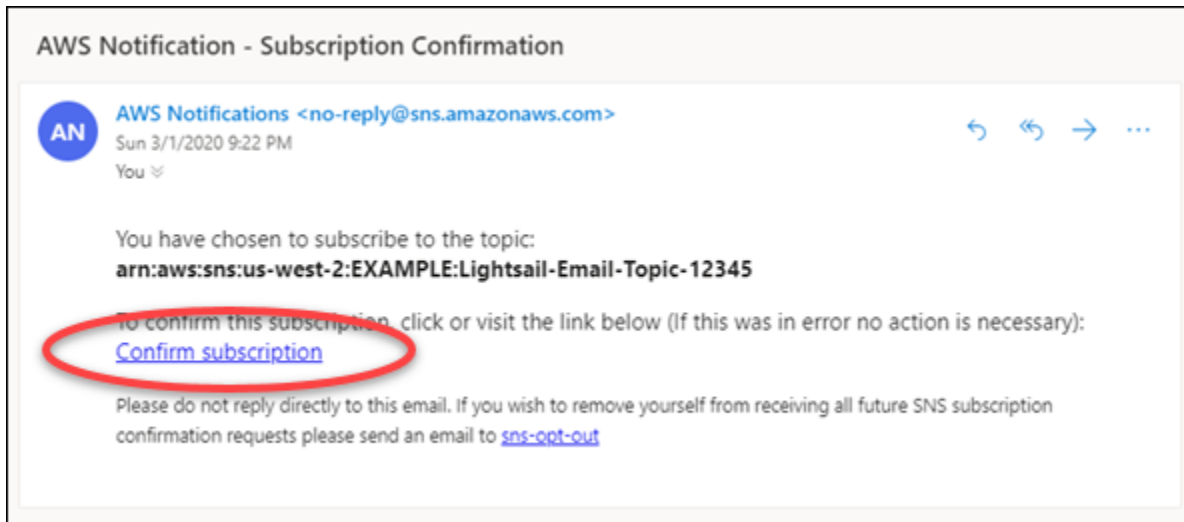 AWS Notification - Subscription Confirmation
AN
AWS Notifications <no-reply@sns.amazonaws.com>
Sun 3/1/2020 9:22 PM
You
You have chosen to subscribe to the topic:
arn:aws:sns:us-west-2:EXAMPLE:Lightsail-Email-Topic-12345
To confirm this subscription, click or visit the link below (If this was in error no action is necessary):
Confirm subscription
Please do not reply directly to this email. If you wish to remove yourself from receiving all future SNS subscription
confirmation requests please send an email to sns-opt-out